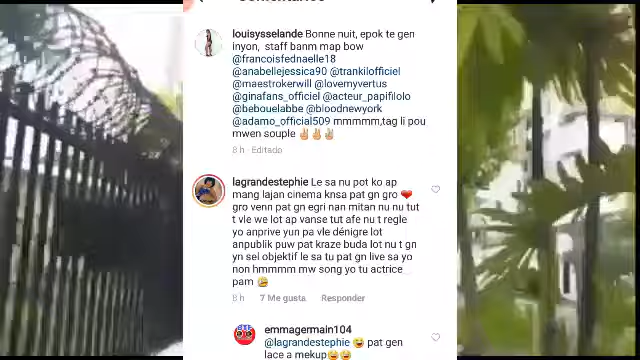 louisysselande Bonne nuit, epok te gen
inyon, staff banm map bow
@francoisfednaelle18
@anabellejessica90 @trankilofficiel
@maestrokerwill @lovemyvertus
@ginafans_officiel @acteur_papifilolo
@bebquelabbe @bloodnewyork
@adamo_official509 mmmmm,tag li pou
mwen souple ✌🏼✌🏼✌🏼
8 h · Editado
lagrandestephie Le sa nu pot ko ap
mang lajan cinema knsa pat gn gro ❤️
gro venn pat gn egri nan mitan nu nu tut
t vle we lot ap vanse tut afe nu t regle
yo anprive yun pa vle dénigre lot
anpublik puw pat kraze buda lot nu t gn
yn sel objektif le sa tu pat gn live sa yo
non hmmmm mw song yo tu actrice
pam 😥
8 h 7 Me gusta Responder
emmagermain104
@lagrandestephie 😂 pat gen
lace a mekup😂😂